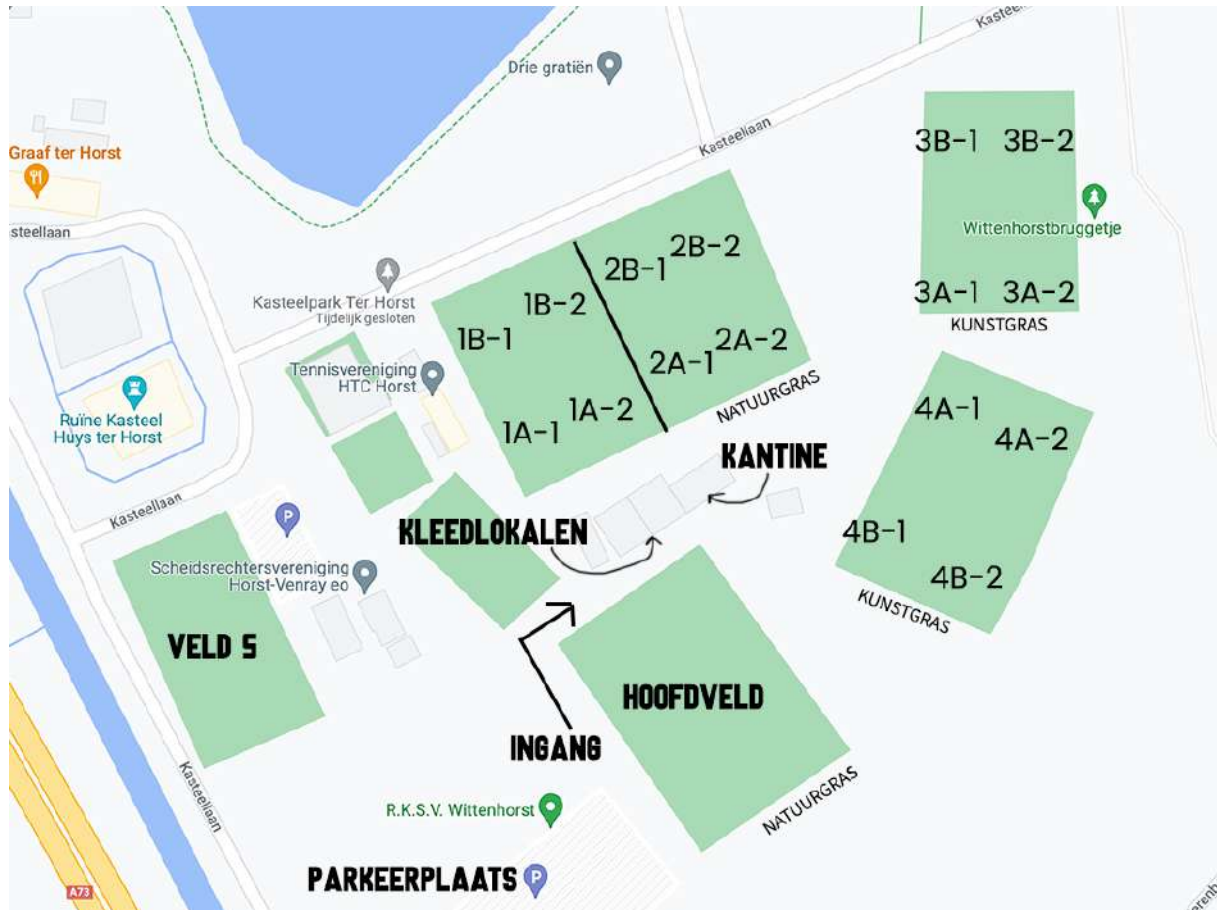 Kasteellaan
Drie gratiën
Graaf ter Horst
Kasteellaan
3B-1 3B-2
steellaan
Wittenhorstbruggetje
2B-1 2B-2
Kasteelpark Ter Horst
Tijdelijk gesloten
1B-2
3A-1 3A-2
KUNSTGRAS
1B-1
2A-1 2A-2
Tennisvereniging
HTC Horst
NATUURGRAS
Ruïne Kasteel
Huys ter Horst
1A-1 1A-2
4A-1
4A-2
KANTINE
Kasteellaan
P
KLEEDLOKALEN
4B-1
4B-2
KUNSTGRAS
Scheidsrechtersvereniging
Horst-Venray eo
VELD 5
HOOFDVELD
INGANG
Kasteellaan
NATUURGRAS
R.K.S.V. Wittenhorst
PARKEERPLAATS P
A73